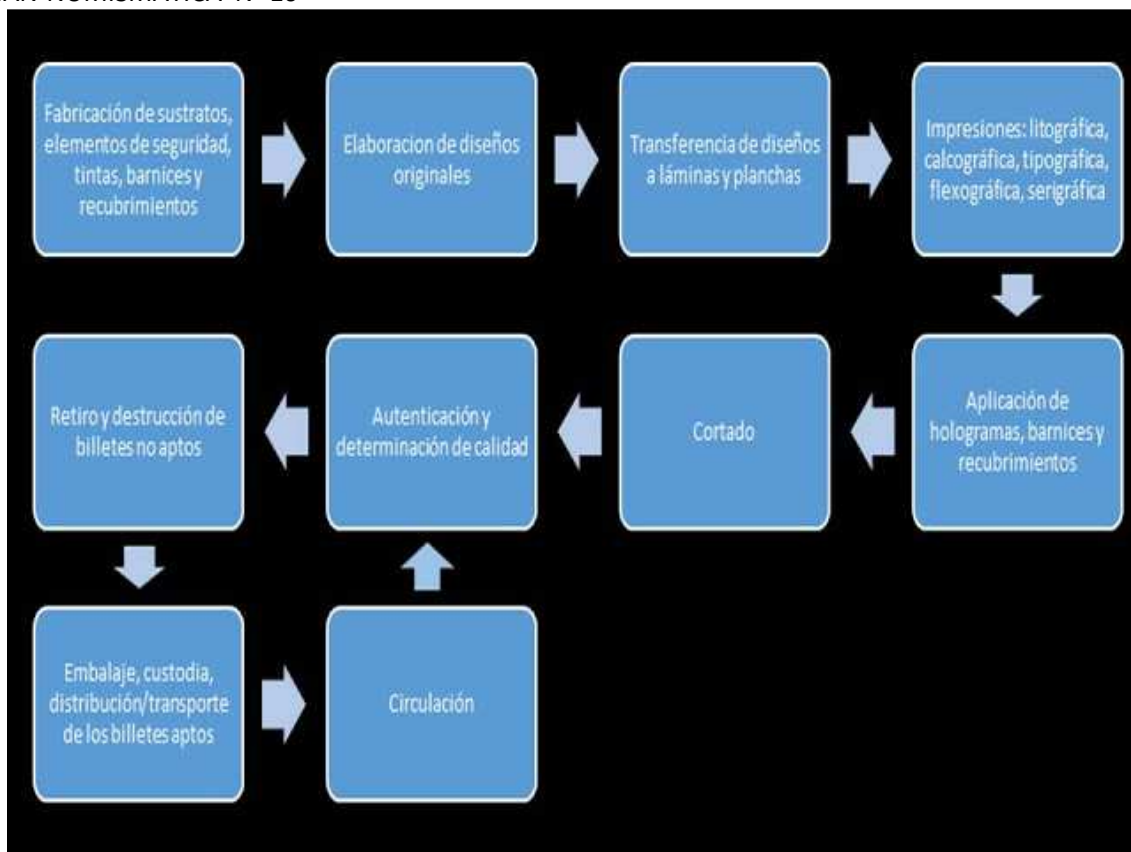 NUMISMÁTICA
Fabricación de sustratos,
elementos de seguridad,
tintas, barnices y
recubrimientos
Elaboracion de diseños
originales
Transferencia de diseños
a láminas y planchas
Impresiones: litográfica,
calcográfica, tipográfica,
flexográfica, serigráfica
Aplicación de
hologramas, barnices y
recubrimientos
Cortado
Autenticación y
determinación de calidad
Retiro y destrucción de
billetes no aptos
Embalaje, custodia,
distribución/transporte
de los billetes aptos
Circulación